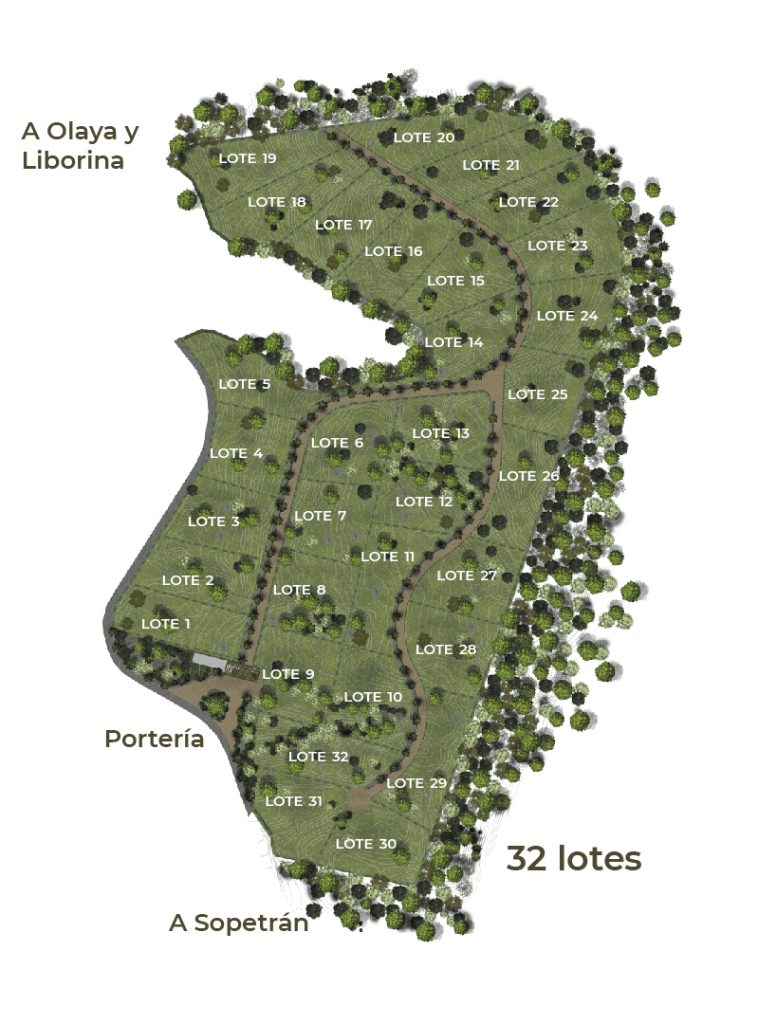 A Olaya y
Liborina
LOTE 20
LOTE 19
LOTE 21
LOTE 18
LOTE 22
LOTE 17
LOTE 23
LOTE 16
LOTE 15
LOTE 24
LOTE 14
LOTE 5
LOTE 25
LOTE 13
LOTE 6
LOTE 4
LOTE 26
LOTE 12
LOTE 7
LOTE 3
LOTE 11
LOTE 27
LOTE 2
LOTE 8
LOTE 1
LOTE 28
LOTE 9
LOTE 10
Portería
LOTE 32
LOTE 29
LOTE 31
LOTE 30
32 lotes
A Sopetrán